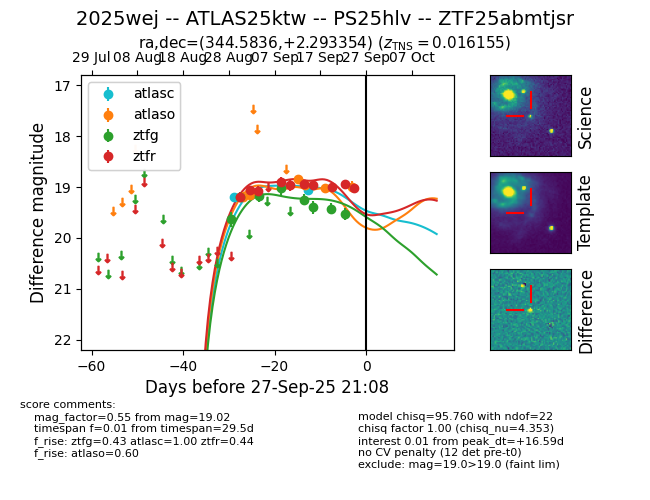 2025wej -- ATLAS25ktw -- PS25hlv -- ZTF25abmtjsr
ra,dec=(344.5836,+2.293354) (z_TNS = 0.016155)
29 Jul 08 Aug 18 Aug 28 Aug 07 Sep 17 Sep 27 Sep 07 Oct
17
18
19
20
21
22
Difference magnitude
atlasc
atlaso
ztfg
ztfr
−60 −40 −20 0 20
Days before 27-Sep-25 21:08
Science
Template
Difference
score comments:
mag_factor=0.55 from mag=19.02
timespan f=0.01 from timespan=29.5d
f_rise: ztfg=0.43 atlasc=1.00 ztfr=0.44
f_rise: atlaso=0.60
model chisq=95.760 with ndof=22
chisq factor 1.00 (chisq_nu=4.353)
interest 0.01 from peak_dt=+16.59d
no CV penalty (12 det pre-t0)
exclude: mag=19.0>19.0 (faint lim)